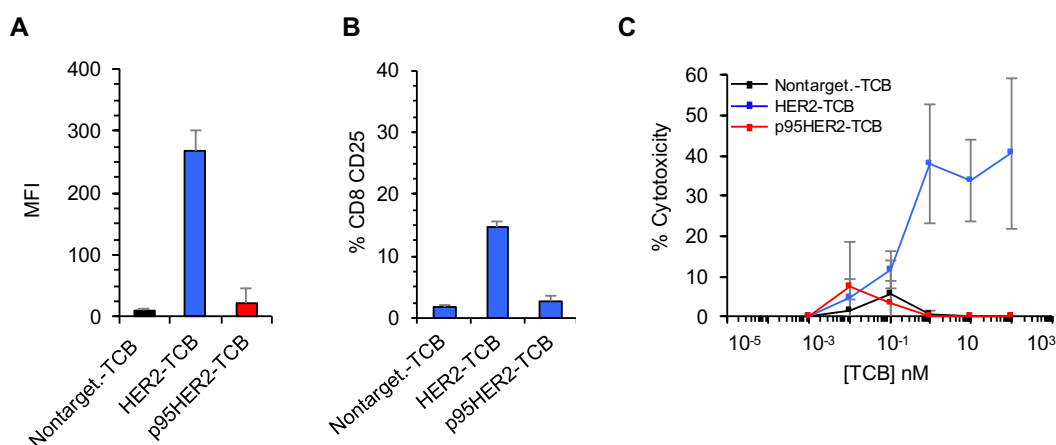 A
MFI
400
300
200
100
0
Nontarget.-TCB
HER2-TCB
p95HER2-TCB
B
% CD8 CD25
40
30
20
10
0
Nontarget.-TCB
HER2-TCB
p95HER2-TCB
C
% Cytotoxicity
60
50
40
30
20
10
0
Nontarget.-TCB
HER2-TCB
p95HER2-TCB
10-5 10-3 10-1 10 103
[TCB] nM